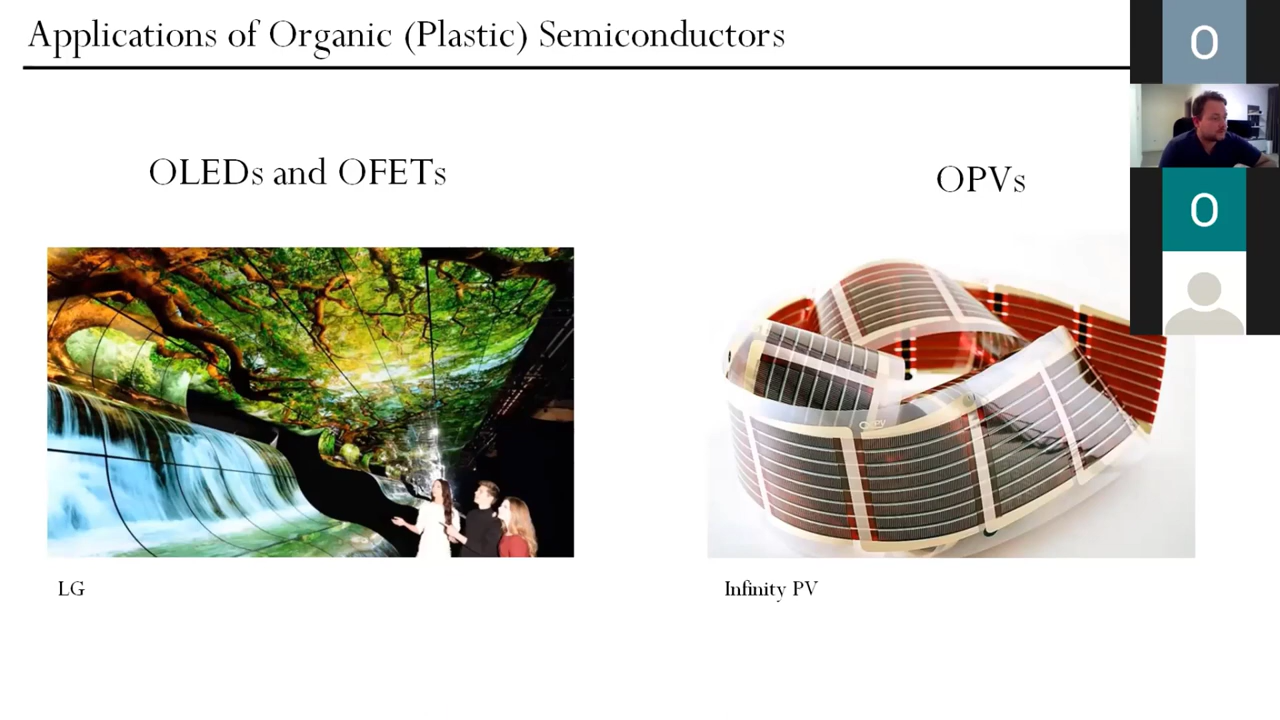 Applications of Organic (Plastic) Semiconductors
O
OLEDs and OFETs
OPVs
O
LG
Infinity PV